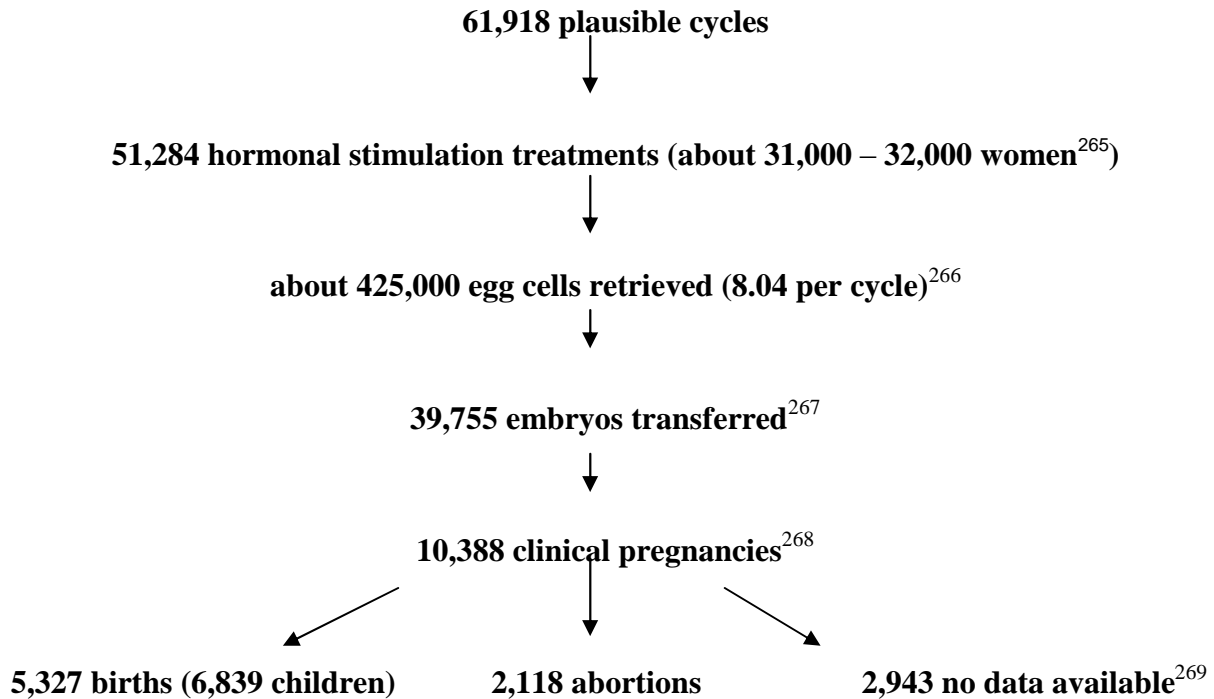 61,918 plausible cycles
51,284 hormonal stimulation treatments (about 31,000 – 32,000 women265)
about 425,000 egg cells retrieved (8.04 per cycle)266
39,755 embryos transferred267
10,388 clinical pregnancies268
5,327 births (6,839 children) 2,118 abortions 2,943 no data available269